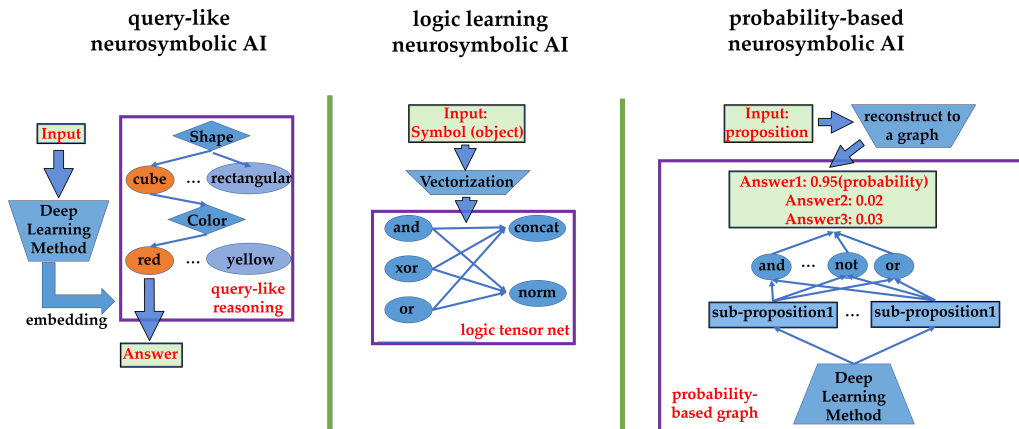 query-like
neurosymbolic AI
Input
Deep
Learning
Method
embedding
Shape
cube
...
rectangular
Color
red
...
yellow
query-like
reasoning
Answer
logic learning
neurosymbolic AI
Input:
Symbol (object)
Vectorization
and
xor
or
concat
norm
logic tensor net
probability-based
neurosymbolic AI
Input:
proposition
reconstruct to
a graph
Answer1: 0.95(probability)
Answer2: 0.02
Answer3: 0.03
and
...
not
or
sub-proposition1
...
sub-proposition1
Deep
Learning
Method
probability-
based graph